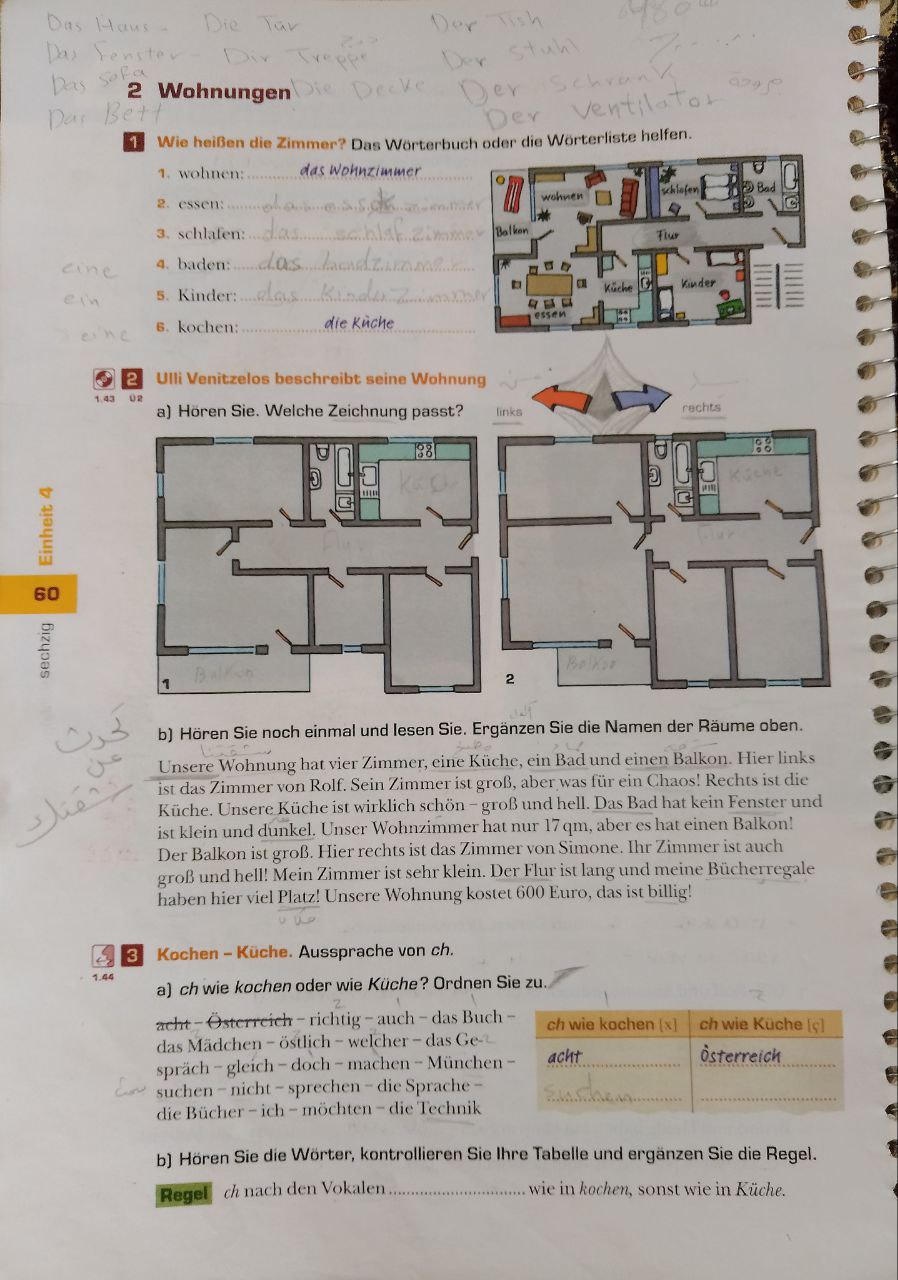 Das Haus - Die Tür Der Tish
Das Fenster - Die Treppe Der Stuhl
Das Sofa Die Decke Der Schrank
Das Bett Der Ventilator
2 Wohnungen
1 Wie heißen die Zimmer? Das Wörterbuch oder die Wörterliste helfen.
1. wohnen: das Wohnzimmer
2. essen:
3. schlafen: das schlafzimmer
4. baden: das badzimmer
5. Kinder: das Kinderzimmer
6. kochen: die Küche
eine
ein
eine
wohnen schlafen Bad
Balkon Flur
essen Küche Kinder
1.43 Ü2
2 Ulli Venitzelos beschreibt seine Wohnung
a) Hören Sie. Welche Zeichnung passt?
links rechts
Küche
Flur Flur
Balkon Balkon
1 2
Einheit 4
60
sechzig
b) Hören Sie noch einmal und lesen Sie. Ergänzen Sie die Namen der Räume oben.
Unsere Wohnung hat vier Zimmer, eine Küche, ein Bad und einen Balkon. Hier links
ist das Zimmer von Rolf. Sein Zimmer ist groß, aber was für ein Chaos! Rechts ist die
Küche. Unsere Küche ist wirklich schön – groß und hell. Das Bad hat kein Fenster und
ist klein und dunkel. Unser Wohnzimmer hat nur 17 qm, aber es hat einen Balkon!
Der Balkon ist groß. Hier rechts ist das Zimmer von Simone. Ihr Zimmer ist auch
groß und hell! Mein Zimmer ist sehr klein. Der Flur ist lang und meine Bücherregale
haben hier viel Platz! Unsere Wohnung kostet 600 Euro, das ist billig!
تحدث
عن
شقتك
1.44
3 Kochen – Küche. Aussprache von ch.
a) ch wie kochen oder wie Küche? Ordnen Sie zu.
acht – Österreich – richtig – auch – das Buch –
das Mädchen – östlich – welcher – das Ge-
spräch – gleich – doch – machen – München –
suchen – nicht – sprechen – die Sprache –
die Bücher – ich – möchten – die Technik
ch wie kochen [x] ch wie Küche [ç]
acht Österreich
suchen
b) Hören Sie die Wörter, kontrollieren Sie Ihre Tabelle und ergänzen Sie die Regel.
Regel ch nach den Vokalen .............................. wie in kochen, sonst wie in Küche.